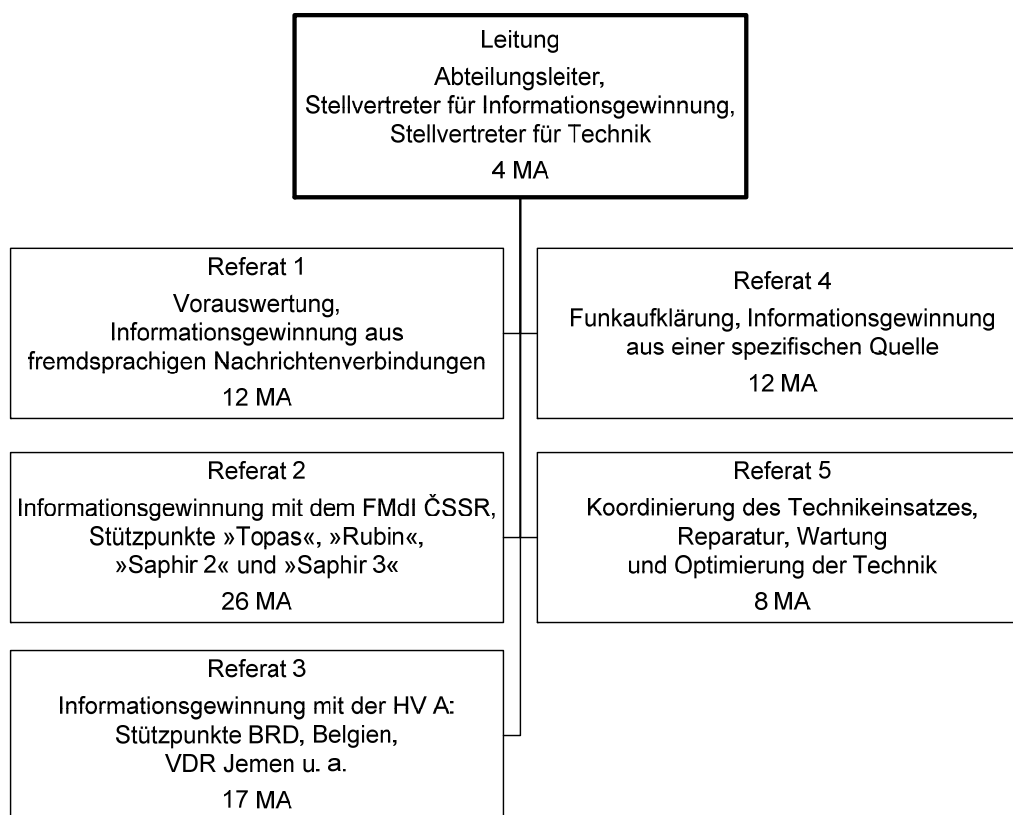 Leitung
Abteilungsleiter,
Stellvertreter für Informationsgewinnung,
Stellvertreter für Technik
4 MA
Referat 1
Vorauswertung,
Informationsgewinnung aus
fremdsprachigen Nachrichtenverbindungen
12 MA
Referat 2
Informationsgewinnung mit dem FMdI ČSSR,
Stützpunkte »Topas«, »Rubin«,
»Saphir 2« und »Saphir 3«
26 MA
Referat 3
Informationsgewinnung mit der HV A:
Stützpunkte BRD, Belgien,
VDR Jemen u. a.
17 MA
Referat 4
Funkaufklärung, Informationsgewinnung
aus einer spezifischen Quelle
12 MA
Referat 5
Koordinierung des Technikeinsatzes,
Reparatur, Wartung
und Optimierung der Technik
8 MA